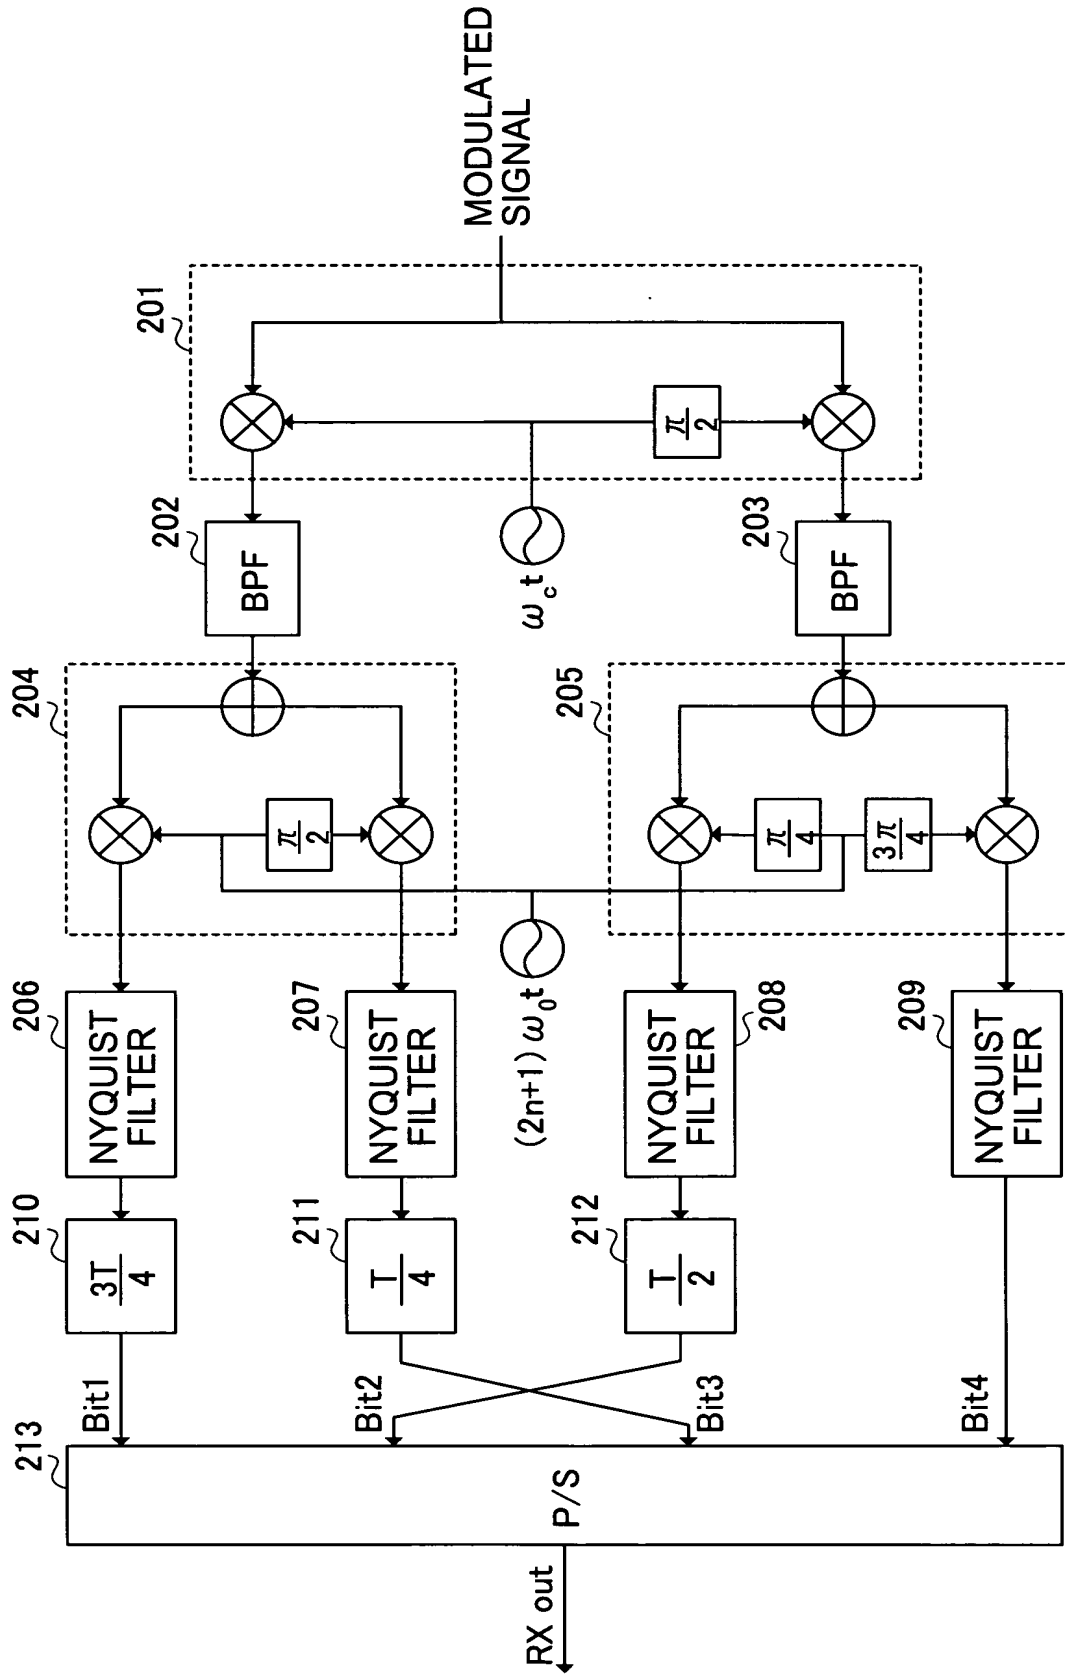 213
210
206
204
202
201
Bit1
3T
4
NYQUIST
FILTER
BPF
211
207
π
2
Bit2
T
4
NYQUIST
FILTER
RX out
P/S
(2n+1) ω0t
ωc t
MODULATED
SIGNAL
212
205
203
Bit3
T
2
NYQUIST
FILTER
208
π
4
π
2
BPF
3π
4
209
Bit4
NYQUIST
FILTER